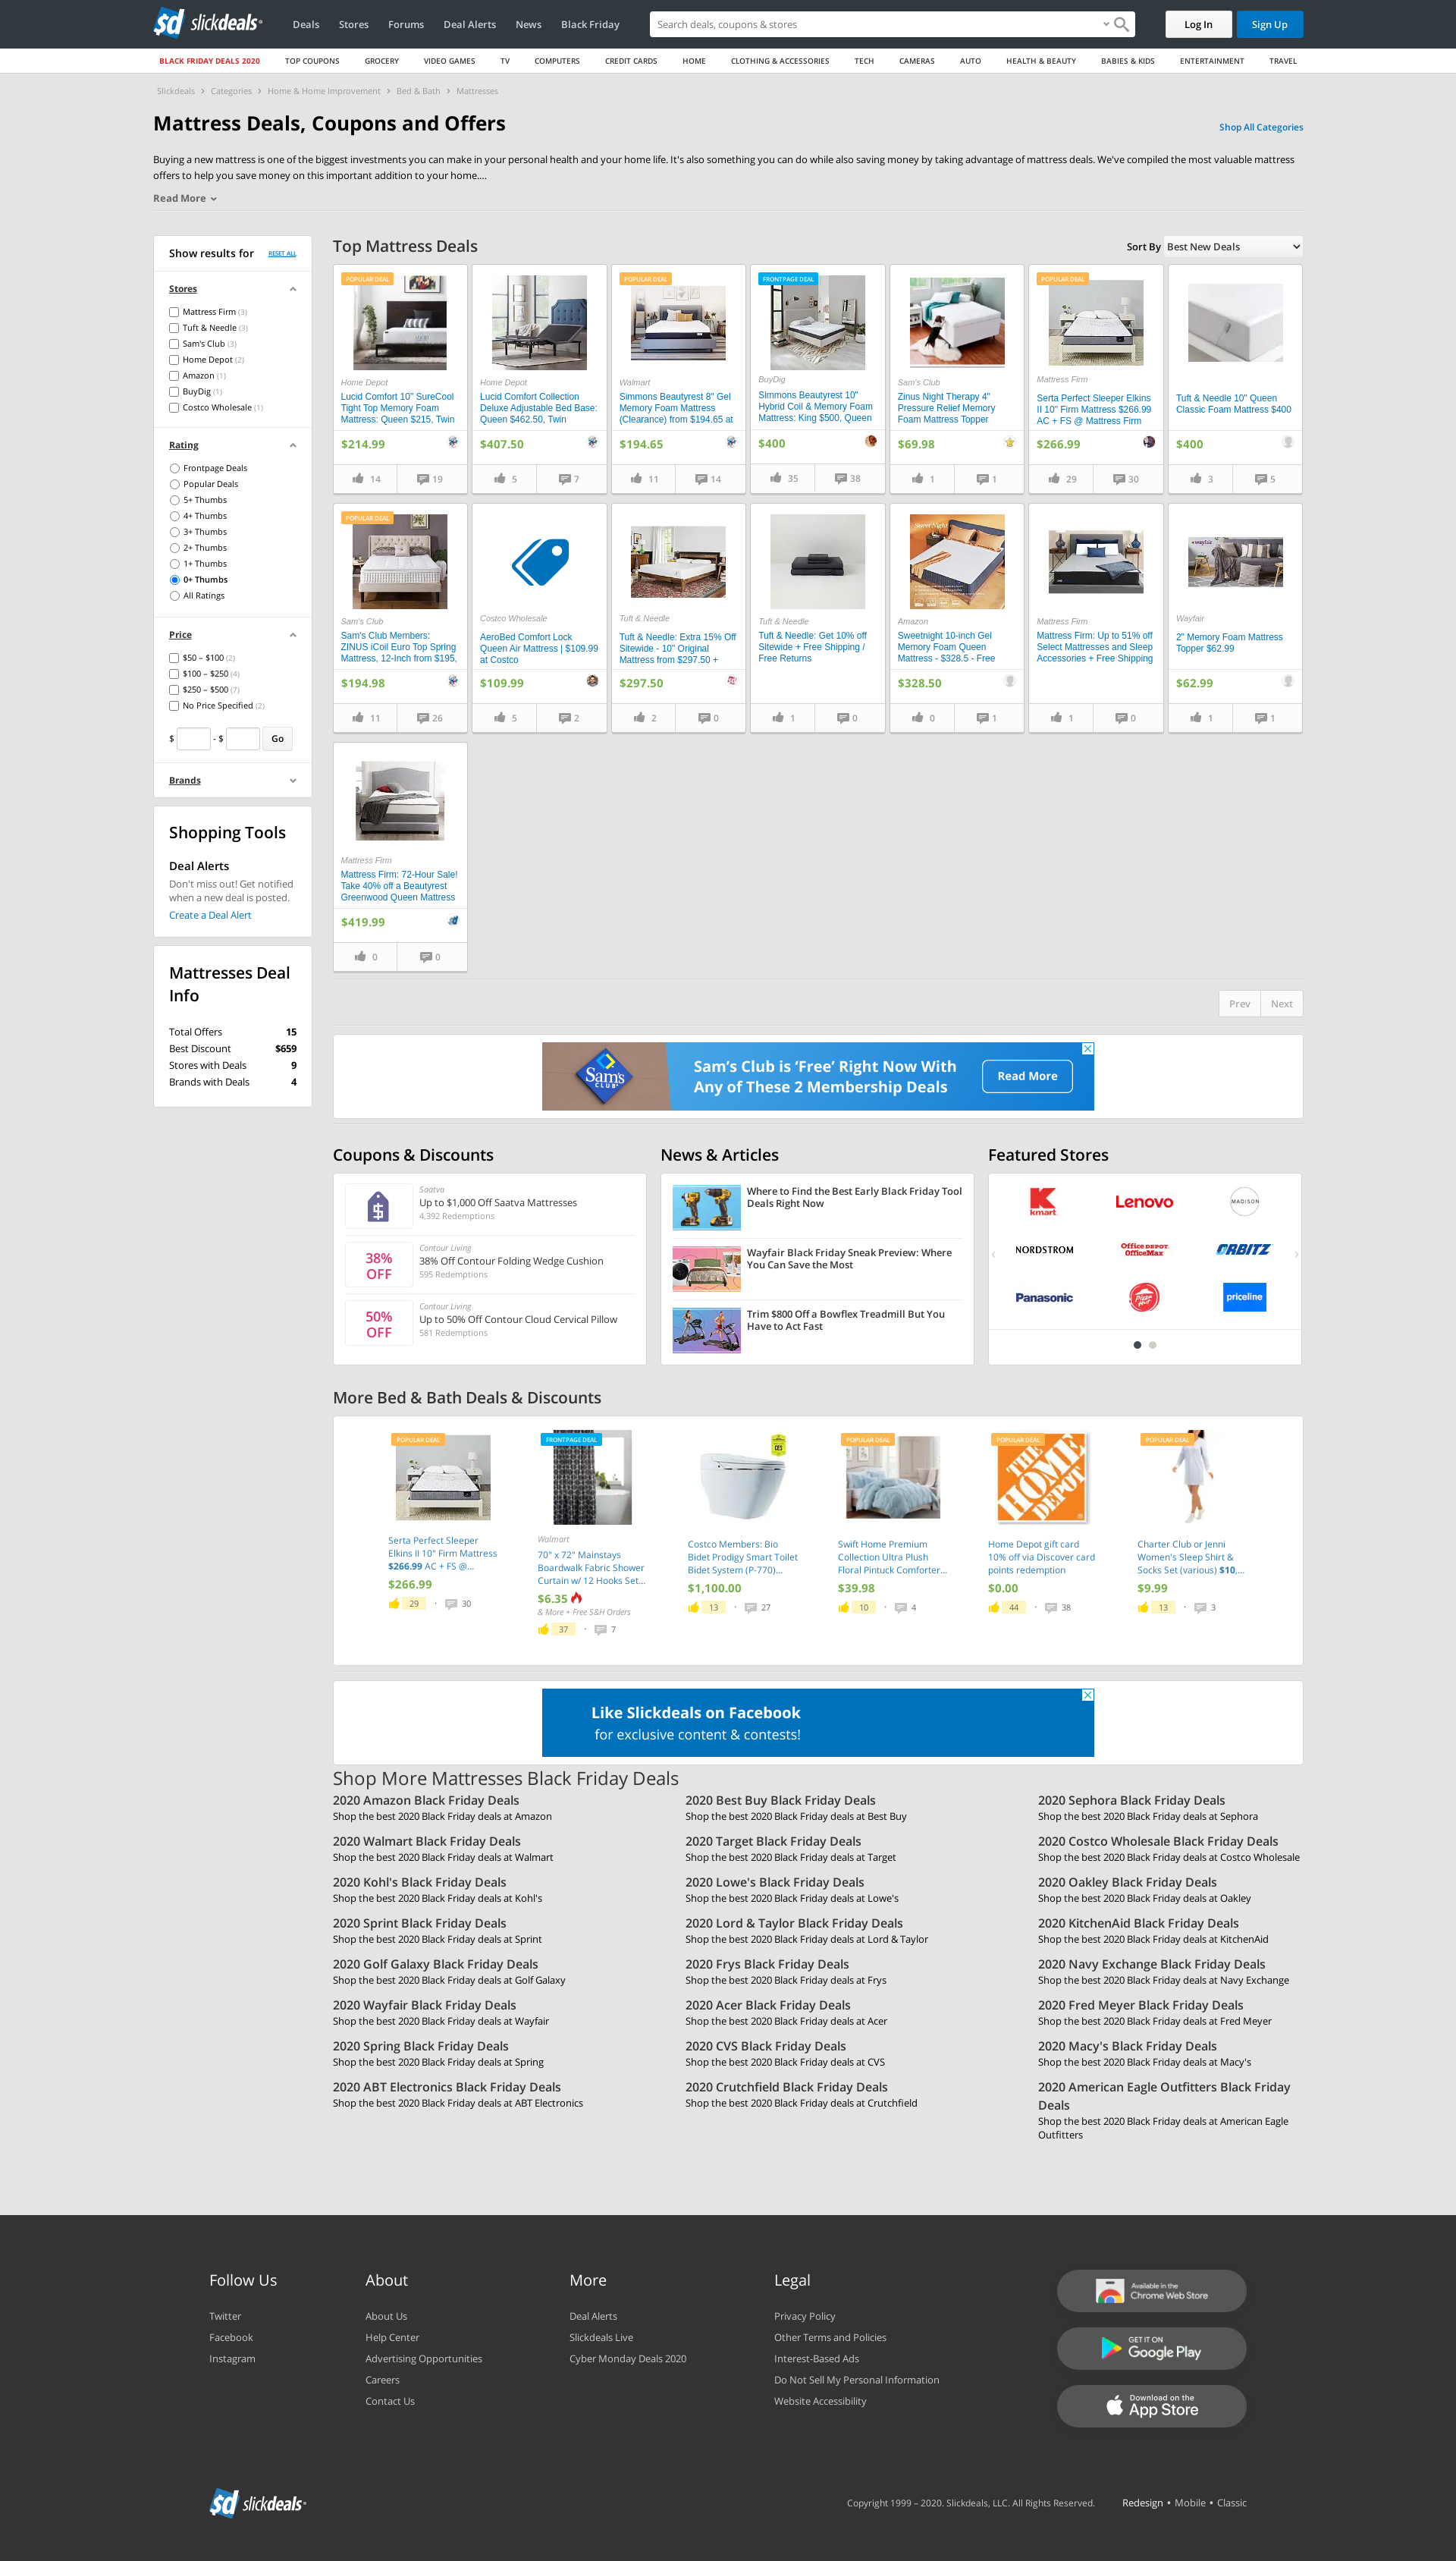 sd slickdeals
Deals Stores Forums Deal Alerts News Black Friday
Search deals, coupons & stores
Log In Sign Up
BLACK FRIDAY DEALS 2020 TOP COUPONS GROCERY VIDEO GAMES TV COMPUTERS CREDIT CARDS HOME CLOTHING & ACCESSORIES TECH CAMERAS AUTO HEALTH & BEAUTY BABIES & KIDS ENTERTAINMENT TRAVEL
Slickdeals › Categories › Home & Home Improvement › Bed & Bath › Mattresses
Mattress Deals, Coupons and Offers
Shop All Categories
Buying a new mattress is one of the biggest investments you can make in your personal health and your home life. It's also something you can do while also saving money by taking advantage of mattress deals. We've compiled the most valuable mattress
offers to help you save money on this important addition to your home....
Read More
Show results for RESET ALL
Stores
Mattress Firm (3)
Tuft & Needle (3)
Sam's Club (3)
Home Depot (2)
Amazon (1)
BuyDig (1)
Costco Wholesale (1)
Rating
Frontpage Deals
Popular Deals
5+ Thumbs
4+ Thumbs
3+ Thumbs
2+ Thumbs
1+ Thumbs
0+ Thumbs
All Ratings
Price
$50 – $100 (2)
$100 – $250 (4)
$250 – $500 (7)
No Price Specified (2)
$ - $ Go
Brands
Shopping Tools
Deal Alerts
Don't miss out! Get notified
when a new deal is posted.
Create a Deal Alert
Mattresses Deal
Info
Total Offers 15
Best Discount $659
Stores with Deals 9
Brands with Deals 4
Top Mattress Deals
Sort By Best New Deals
POPULAR DEAL
Home Depot
Lucid Comfort 10" SureCool
Tight Top Memory Foam
Mattress: Queen $215, Twin
$214.99
14 19
Home Depot
Lucid Comfort Collection
Deluxe Adjustable Bed Base:
Queen $462.50, Twin
$407.50
5 7
POPULAR DEAL
Walmart
Simmons Beautyrest 8" Gel
Memory Foam Mattress
(Clearance) from $194.65 at
$194.65
11 14
FRONTPAGE DEAL
BuyDig
Simmons Beautyrest 10"
Hybrid Coil & Memory Foam
Mattress: King $500, Queen
$400
35 38
Sam's Club
Zinus Night Therapy 4"
Pressure Relief Memory
Foam Mattress Topper
$69.98
1 1
POPULAR DEAL
Mattress Firm
Serta Perfect Sleeper Elkins
II 10" Firm Mattress $266.99
AC + FS @ Mattress Firm
$266.99
29 30
Tuft & Needle 10" Queen
Classic Foam Mattress $400
$400
3 5
POPULAR DEAL
Sam's Club
Sam's Club Members:
ZINUS iCoil Euro Top Spring
Mattress, 12-Inch from $195,
$194.98
11 26
Costco Wholesale
AeroBed Comfort Lock
Queen Air Mattress | $109.99
at Costco
$109.99
5 2
Tuft & Needle
Tuft & Needle: Extra 15% Off
Sitewide - 10" Original
Mattress from $297.50 +
$297.50
2 0
Tuft & Needle
Tuft & Needle: Get 10% off
Sitewide + Free Shipping /
Free Returns
1 0
Sweet Night
Amazon
Sweetnight 10-inch Gel
Memory Foam Queen
Mattress - $328.5 - Free
$328.50
0 1
Mattress Firm
Mattress Firm: Up to 51% off
Select Mattresses and Sleep
Accessories + Free Shipping
1 0
wayfair
Wayfair
2" Memory Foam Mattress
Topper $62.99
$62.99
1 1
Mattress Firm
Mattress Firm: 72-Hour Sale!
Take 40% off a Beautyrest
Greenwood Queen Mattress
$419.99
0 0
Prev Next
Sam's CLUB
Sam's Club is ‘Free’ Right Now With
Any of These 2 Membership Deals
Read More
Coupons & Discounts
Saatva
Up to $1,000 Off Saatva Mattresses
4,392 Redemptions
38% OFF
Contour Living
38% Off Contour Folding Wedge Cushion
595 Redemptions
50% OFF
Contour Living
Up to 50% Off Contour Cloud Cervical Pillow
581 Redemptions
News & Articles
Where to Find the Best Early Black Friday Tool
Deals Right Now
Wayfair Black Friday Sneak Preview: Where
You Can Save the Most
Trim $800 Off a Bowflex Treadmill But You
Have to Act Fast
Featured Stores
K kmart Lenovo MADISON
NORDSTROM Office DEPOT OfficeMax ORBITZ
Panasonic Pizza Hut priceline
More Bed & Bath Deals & Discounts
POPULAR DEAL
Serta Perfect Sleeper
Elkins II 10" Firm Mattress
$266.99 AC + FS @...
$266.99
29 · 30
FRONTPAGE DEAL
Walmart
70" x 72" Mainstays
Boardwalk Fabric Shower
Curtain w/ 12 Hooks Set...
$6.35
& More + Free S&H Orders
37 · 7
Costco Members: Bio
Bidet Prodigy Smart Toilet
Bidet System (P-770)...
$1,100.00
13 · 27
POPULAR DEAL
Swift Home Premium
Collection Ultra Plush
Floral Pintuck Comforter...
$39.98
10 · 4
POPULAR DEAL
THE HOME DEPOT
Home Depot gift card
10% off via Discover card
points redemption
$0.00
44 · 38
POPULAR DEAL
Charter Club or Jenni
Women's Sleep Shirt &
Socks Set (various) $10,...
$9.99
13 · 3
Like Slickdeals on Facebook
for exclusive content & contests!
Shop More Mattresses Black Friday Deals
2020 Amazon Black Friday Deals
Shop the best 2020 Black Friday deals at Amazon
2020 Best Buy Black Friday Deals
Shop the best 2020 Black Friday deals at Best Buy
2020 Sephora Black Friday Deals
Shop the best 2020 Black Friday deals at Sephora
2020 Walmart Black Friday Deals
Shop the best 2020 Black Friday deals at Walmart
2020 Target Black Friday Deals
Shop the best 2020 Black Friday deals at Target
2020 Costco Wholesale Black Friday Deals
Shop the best 2020 Black Friday deals at Costco Wholesale
2020 Kohl's Black Friday Deals
Shop the best 2020 Black Friday deals at Kohl's
2020 Lowe's Black Friday Deals
Shop the best 2020 Black Friday deals at Lowe's
2020 Oakley Black Friday Deals
Shop the best 2020 Black Friday deals at Oakley
2020 Sprint Black Friday Deals
Shop the best 2020 Black Friday deals at Sprint
2020 Lord & Taylor Black Friday Deals
Shop the best 2020 Black Friday deals at Lord & Taylor
2020 KitchenAid Black Friday Deals
Shop the best 2020 Black Friday deals at KitchenAid
2020 Golf Galaxy Black Friday Deals
Shop the best 2020 Black Friday deals at Golf Galaxy
2020 Frys Black Friday Deals
Shop the best 2020 Black Friday deals at Frys
2020 Navy Exchange Black Friday Deals
Shop the best 2020 Black Friday deals at Navy Exchange
2020 Wayfair Black Friday Deals
Shop the best 2020 Black Friday deals at Wayfair
2020 Acer Black Friday Deals
Shop the best 2020 Black Friday deals at Acer
2020 Fred Meyer Black Friday Deals
Shop the best 2020 Black Friday deals at Fred Meyer
2020 Spring Black Friday Deals
Shop the best 2020 Black Friday deals at Spring
2020 CVS Black Friday Deals
Shop the best 2020 Black Friday deals at CVS
2020 Macy's Black Friday Deals
Shop the best 2020 Black Friday deals at Macy's
2020 ABT Electronics Black Friday Deals
Shop the best 2020 Black Friday deals at ABT Electronics
2020 Crutchfield Black Friday Deals
Shop the best 2020 Black Friday deals at Crutchfield
2020 American Eagle Outfitters Black Friday
Deals
Shop the best 2020 Black Friday deals at American Eagle
Outfitters
Follow Us
Twitter
Facebook
Instagram
About
About Us
Help Center
Advertising Opportunities
Careers
Contact Us
More
Deal Alerts
Slickdeals Live
Cyber Monday Deals 2020
Legal
Privacy Policy
Other Terms and Policies
Interest-Based Ads
Do Not Sell My Personal Information
Website Accessibility
Available in the
Chrome Web Store
GET IT ON
Google Play
Download on the
App Store
sd slickdeals
Copyright 1999 – 2020. Slickdeals, LLC. All Rights Reserved. Redesign • Mobile • Classic